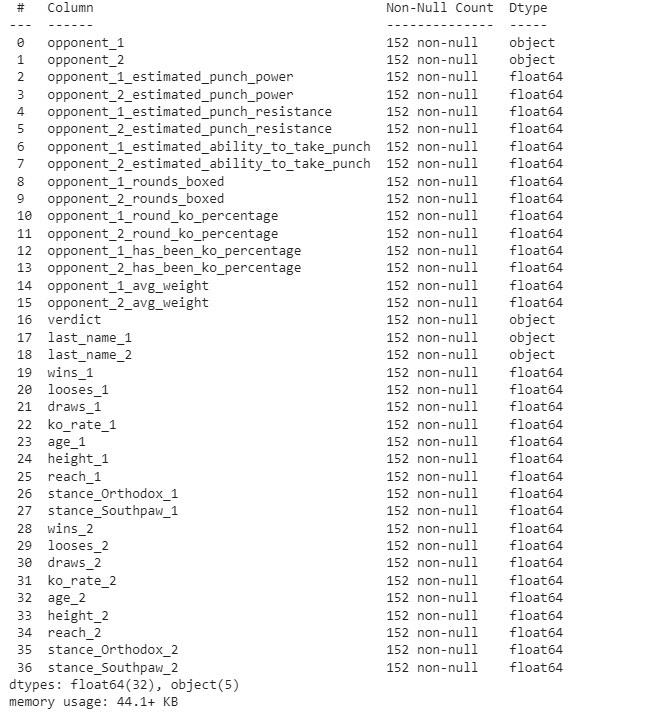 #   Column                                     Non-Null Count  Dtype
---  ------                                     --------------  -----
 0   opponent_1                                 152 non-null    object
 1   opponent_2                                 152 non-null    object
 2   opponent_1_estimated_punch_power           152 non-null    float64
 3   opponent_2_estimated_punch_power           152 non-null    float64
 4   opponent_1_estimated_punch_resistance      152 non-null    float64
 5   opponent_2_estimated_punch_resistance      152 non-null    float64
 6   opponent_1_estimated_ability_to_take_punch 152 non-null    float64
 7   opponent_2_estimated_ability_to_take_punch 152 non-null    float64
 8   opponent_1_rounds_boxed                    152 non-null    float64
 9   opponent_2_rounds_boxed                    152 non-null    float64
 10  opponent_1_round_ko_percentage             152 non-null    float64
 11  opponent_2_round_ko_percentage             152 non-null    float64
 12  opponent_1_has_been_ko_percentage          152 non-null    float64
 13  opponent_2_has_been_ko_percentage          152 non-null    float64
 14  opponent_1_avg_weight                      152 non-null    float64
 15  opponent_2_avg_weight                      152 non-null    float64
 16  verdict                                    152 non-null    object
 17  last_name_1                                152 non-null    object
 18  last_name_2                                152 non-null    object
 19  wins_1                                     152 non-null    float64
 20  looses_1                                   152 non-null    float64
 21  draws_1                                    152 non-null    float64
 22  ko_rate_1                                  152 non-null    float64
 23  age_1                                      152 non-null    float64
 24  height_1                                   152 non-null    float64
 25  reach_1                                    152 non-null    float64
 26  stance_Orthodox_1                          152 non-null    float64
 27  stance_Southpaw_1                          152 non-null    float64
 28  wins_2                                     152 non-null    float64
 29  looses_2                                   152 non-null    float64
 30  draws_2                                    152 non-null    float64
 31  ko_rate_2                                  152 non-null    float64
 32  age_2                                      152 non-null    float64
 33  height_2                                   152 non-null    float64
 34  reach_2                                    152 non-null    float64
 35  stance_Orthodox_2                          152 non-null    float64
 36  stance_Southpaw_2                          152 non-null    float64
dtypes: float64(32), object(5)
memory usage: 44.1+ KB